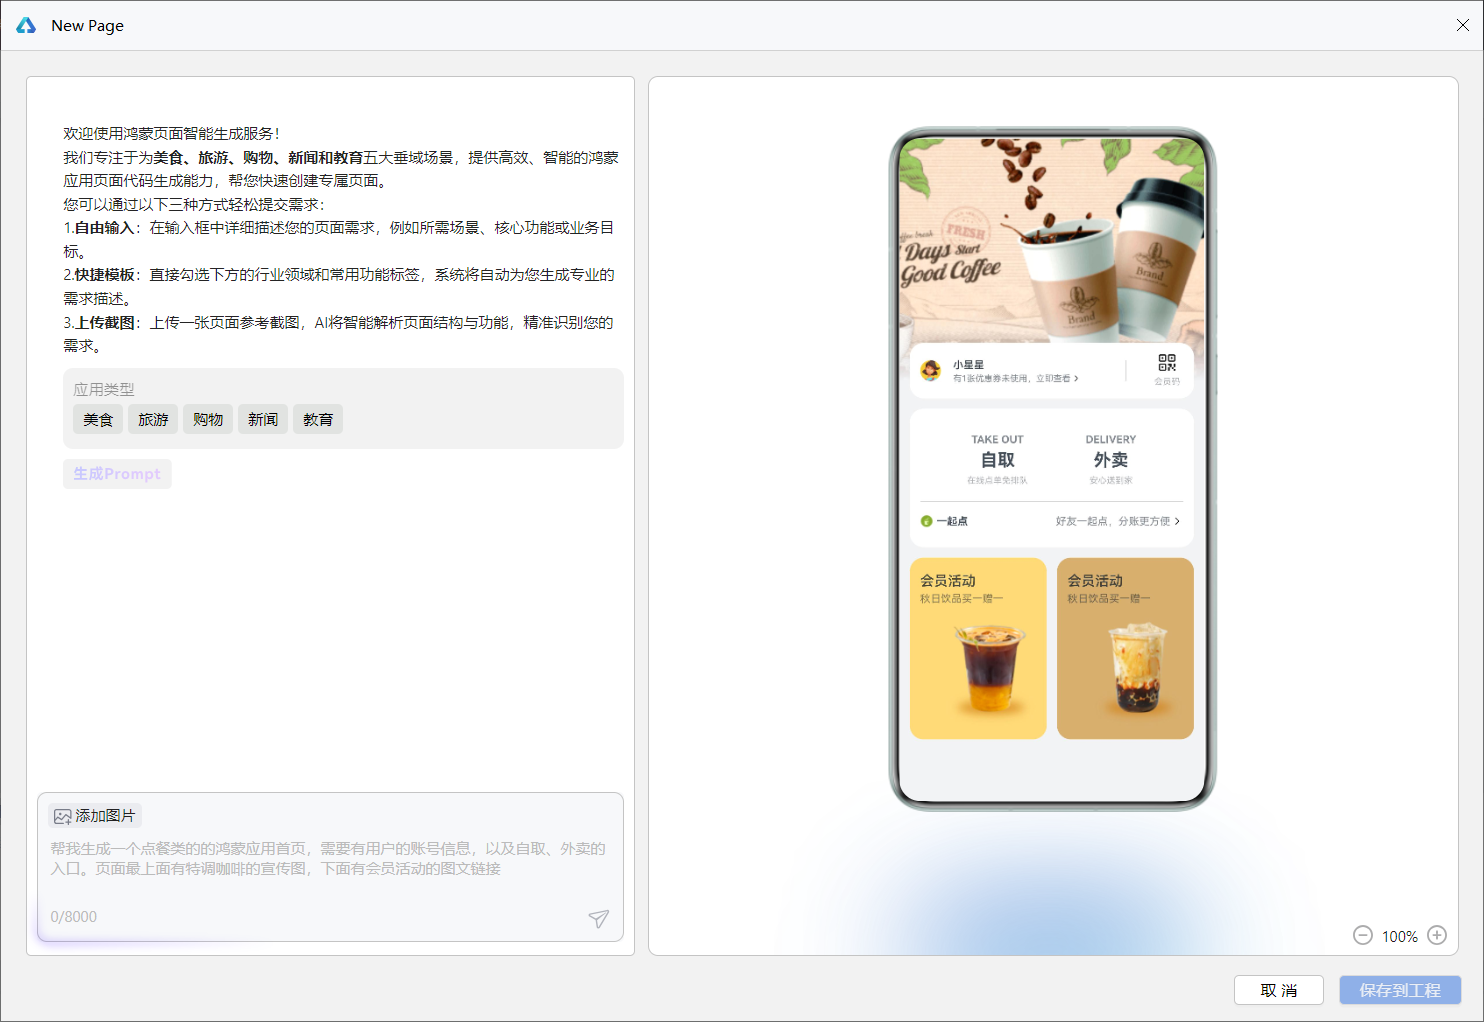 New Page
欢迎使用鸿蒙页面智能生成服务！
我们专注于为美食、旅游、购物、新闻和教育五大垂域场景，提供高效、智能的鸿蒙
应用页面代码生成能力，帮您快速创建专属页面。
您可以通过以下三种方式轻松提交需求：
1.自由输入：在输入框中详细描述您的页面需求，例如所需场景、核心功能或业务目
标。
2.快捷模板：直接勾选下方的行业领域和常用功能标签，系统将自动为您生成专业的
需求描述。
3.上传截图：上传一张页面参考截图，AI将智能解析页面结构与功能，精准识别您的
需求。
应用类型
美食 旅游 购物 新闻 教育
生成Prompt
添加图片
帮我生成一个点餐类的的鸿蒙应用首页，需要有用户的账号信息，以及自取、外卖的
入口。页面最上面有特调咖啡的宣传图，下面有会员活动的图文链接
0/8000
FRESH
Coffee fresh
Days Start
Good Coffee
Brand
Brand
小星星
有1张优惠券未使用，立即查看 >
会员码
TAKE OUT
自取
在线点单免排队
DELIVERY
外卖
安心送到家
一起点
好友一起点，分账更方便 >
会员活动
秋日饮品买一赠一
会员活动
秋日饮品买一赠一
100%
取 消
保存到工程